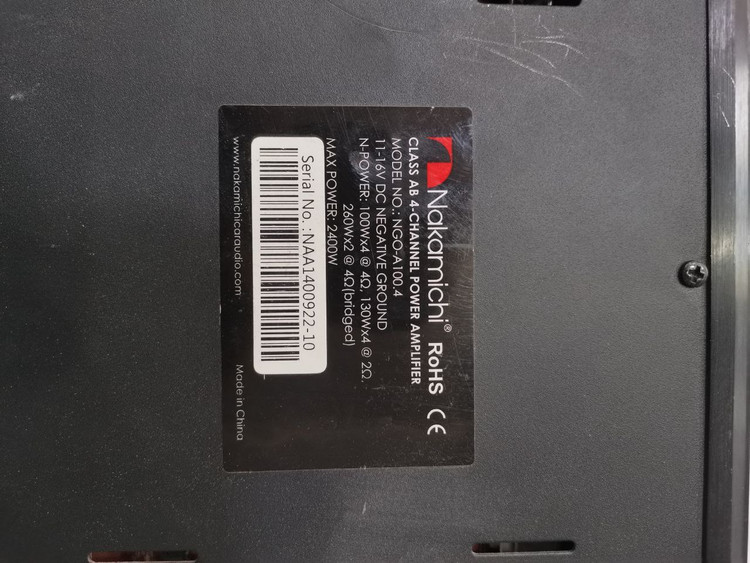 Nakamichi® RoHS CE
CLASS AB 4-CHANNEL POWER AMPLIFIER
MODEL NO.: NGO-A100.4
11-16V DC NEGATIVE GROUND
N-POWER: 100Wx4 @ 4Ω, 130Wx4 @ 2Ω.
260Wx2 @ 4Ω(bridged)
MAX POWER: 2400W
Serial No. :NAA1400922-10
www.nakamichicaraudio.com Made in China